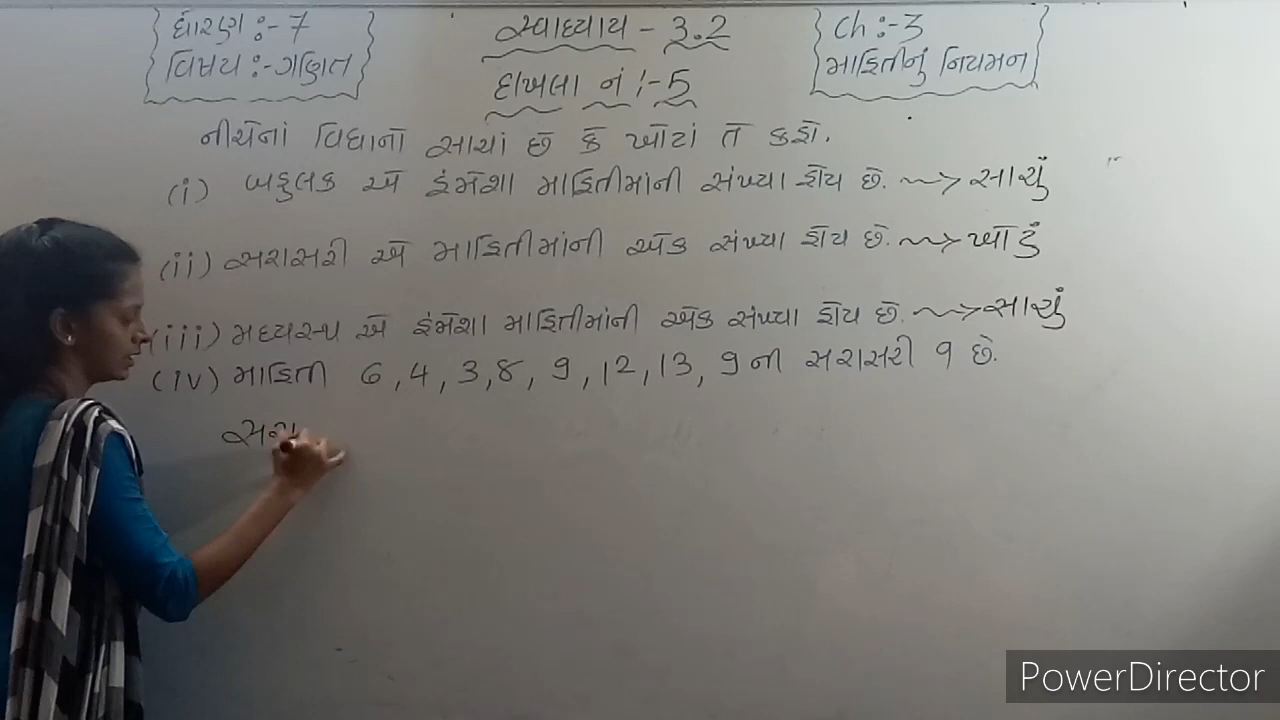 ધોરણ :- 7
વિષય :- ગણિત
સ્વાધ્યાય - 3.2
દાખલા નં :- 5
Ch :- 3
માહિતીનું નિયમન
નીચેનાં વિધાનો સાચાં છે કે ખોટાં તે કહો.
(i) બહુલક એ હંમેશા માહિતીમાંની સંખ્યા હોય છે. ~~> સાચું
(ii) સરાસરી એ માહિતીમાંની એક સંખ્યા હોય છે. ~~> ખોટું
(iii) મધ્યસ્થ એ હંમેશા માહિતીમાંની એક સંખ્યા હોય છે. ~~> સાચું
(iv) માહિતી 6, 4, 3, 8, 9, 12, 13, 9 ની સરાસરી 9 છે.
સરા
PowerDirector